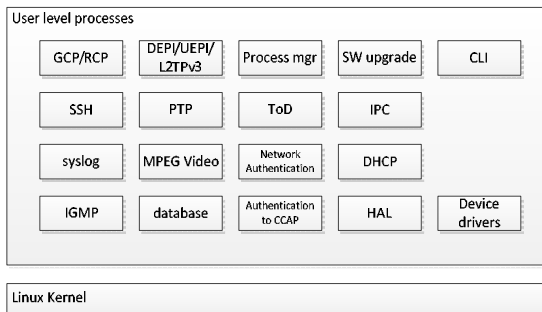 User level processes
GCP/RCP
DEPI/UEPI/
L2TPv3
Process mgr
SW upgrade
CLI
SSH
PTP
ToD
IPC
syslog
MPEG Video
Network
Authentication
DHCP
IGMP
database
Authentication
to CCAP
HAL
Device
drivers
Linux Kernel